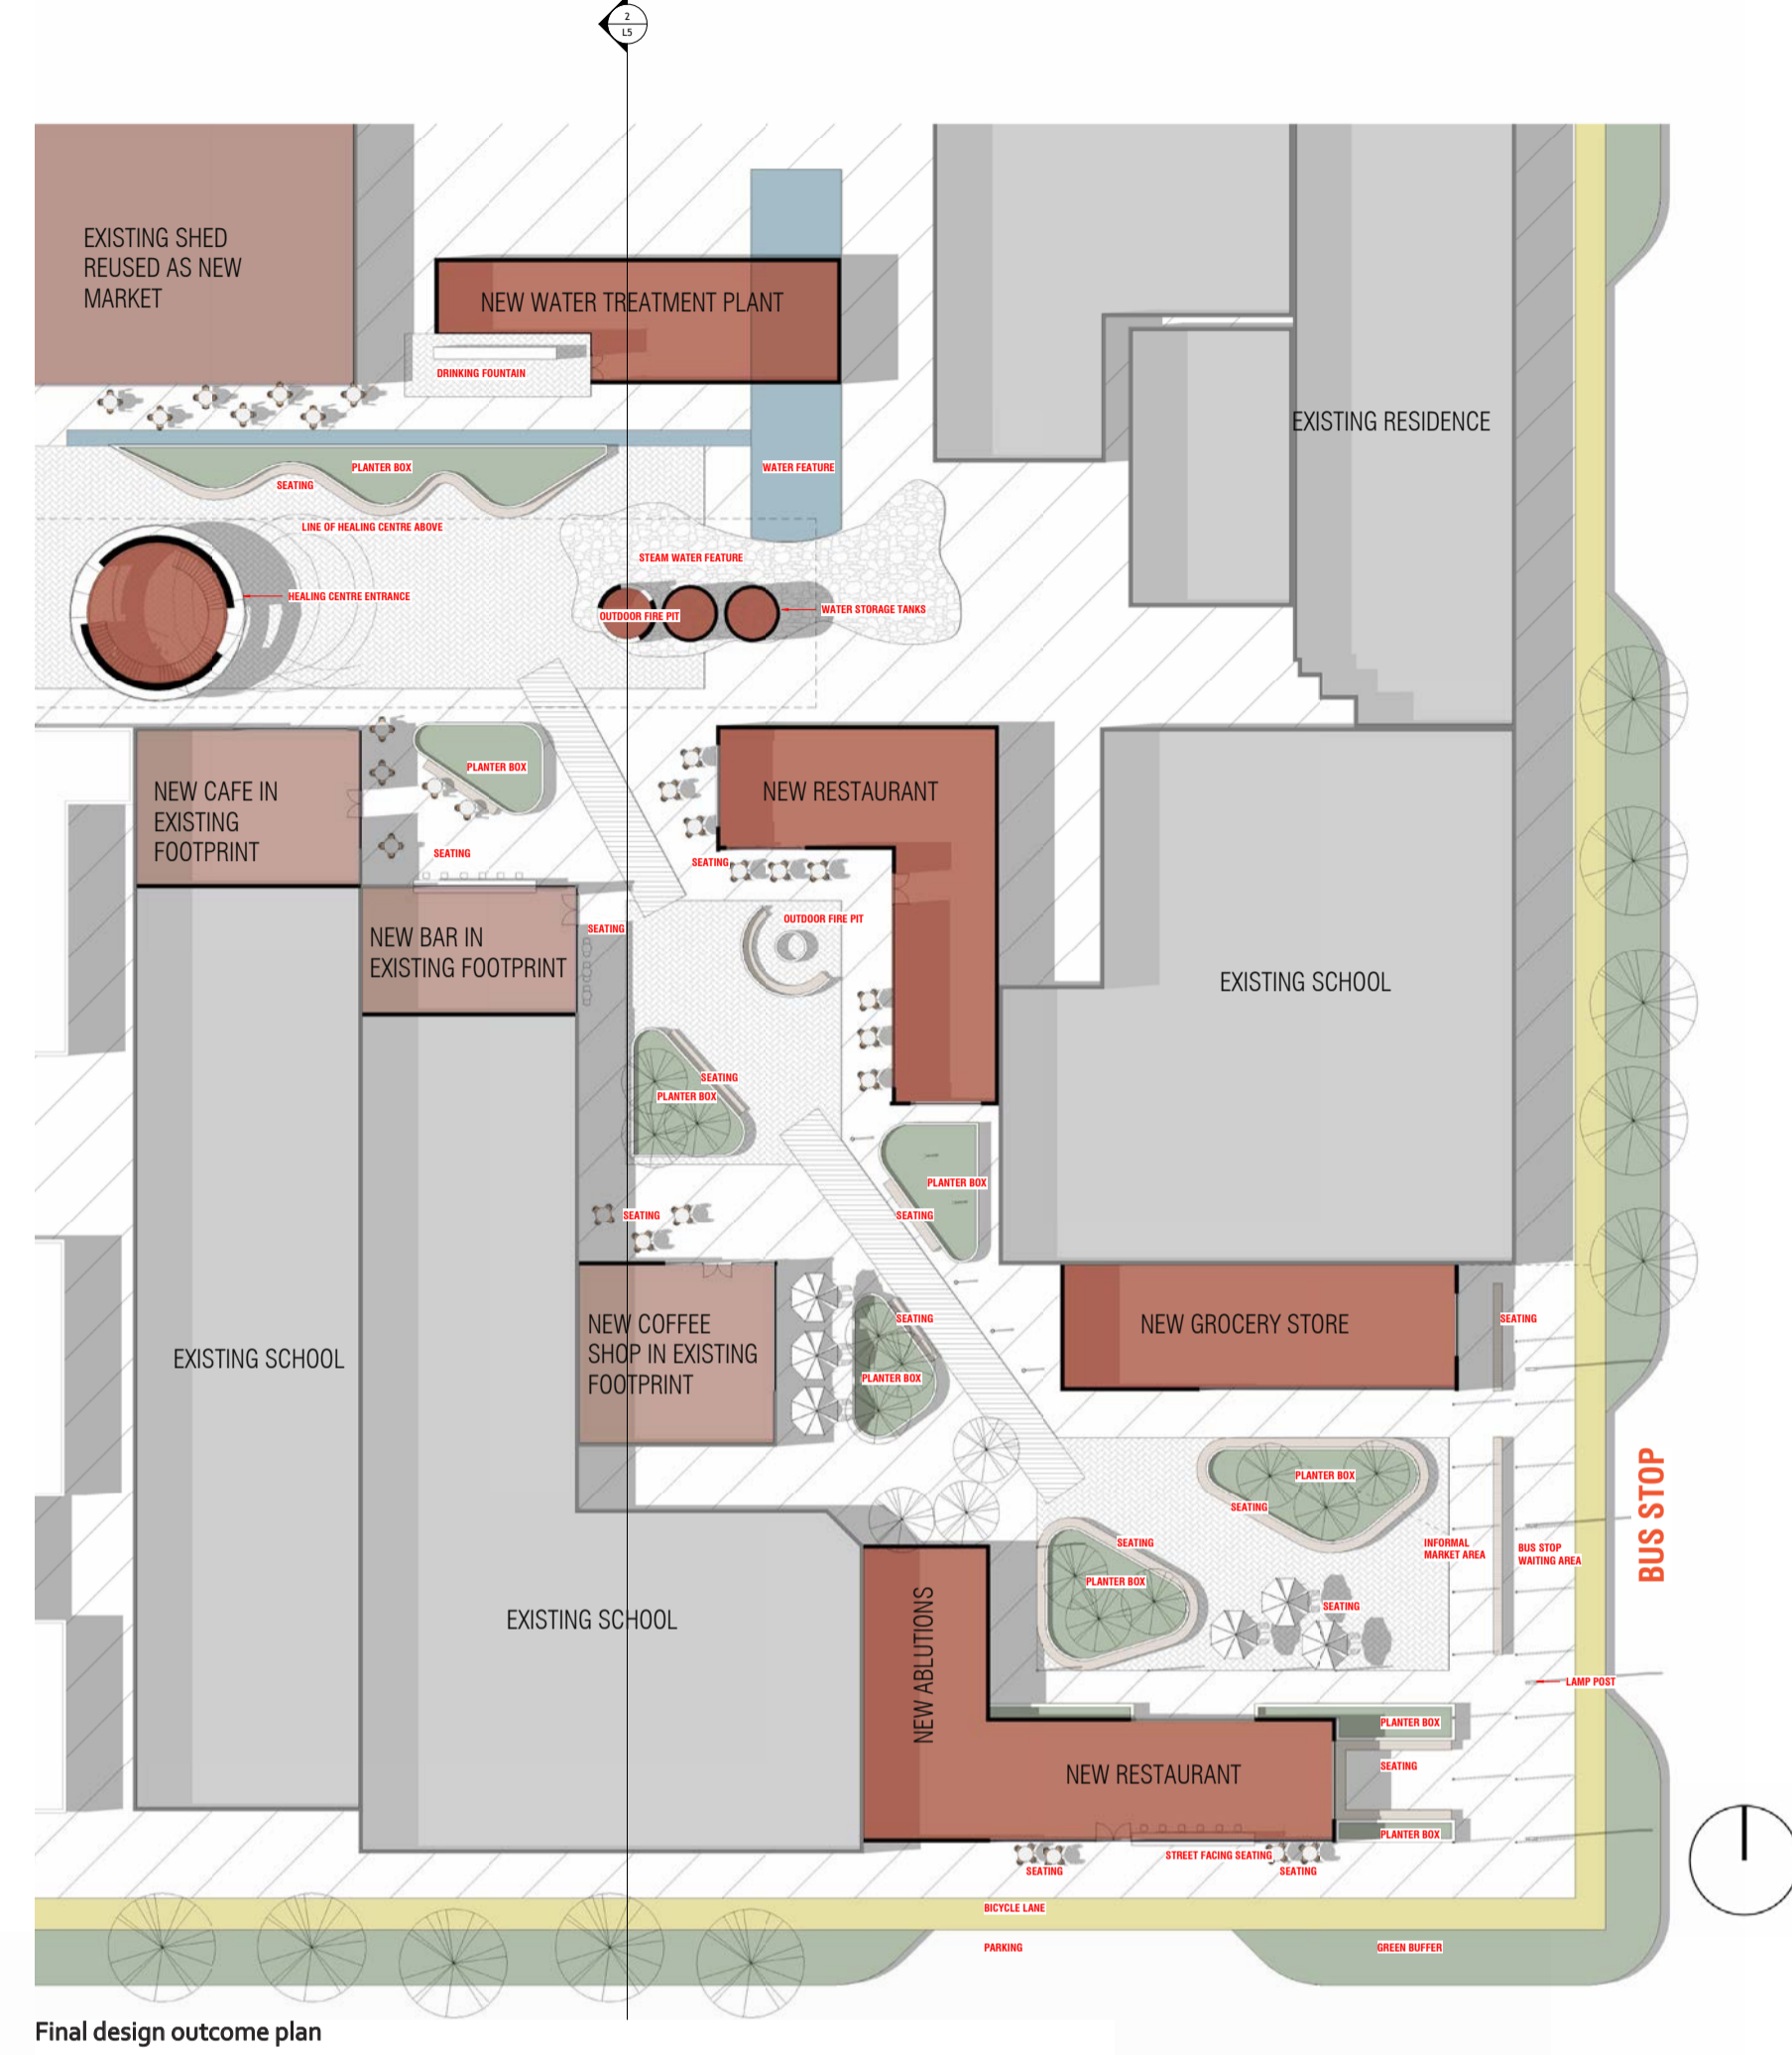 2
L5
EXISTING SHED
REUSED AS NEW
MARKET
NEW WATER TREATMENT PLANT
DRINKING FOUNTAIN
EXISTING RESIDENCE
PLANTER BOX
WATER FEATURE
SEATING
LINE OF HEALING CENTRE ABOVE
STEAM WATER FEATURE
HEALING CENTRE ENTRANCE
OUTDOOR FIRE PIT
WATER STORAGE TANKS
PLANTER BOX
NEW CAFE IN
EXISTING
FOOTPRINT
NEW RESTAURANT
SEATING
SEATING
OUTDOOR FIRE PIT
SEATING
NEW BAR IN
EXISTING FOOTPRINT
EXISTING SCHOOL
SEATING
PLANTER BOX
PLANTER BOX
SEATING
SEATING
NEW COFFEE
SHOP IN EXISTING
FOOTPRINT
SEATING
NEW GROCERY STORE
SEATING
EXISTING SCHOOL
PLANTER BOX
PLANTER BOX
SEATING
BUS STOP
SEATING
INFORMAL
MARKET AREA
BUS STOP
WAITING AREA
PLANTER BOX
SEATING
EXISTING SCHOOL
NEW ABLUTIONS
LAMP POST
PLANTER BOX
SEATING
NEW RESTAURANT
PLANTER BOX
STREET FACING SEATING
SEATING
SEATING
BICYCLE LANE
PARKING
GREEN BUFFER
Final design outcome plan